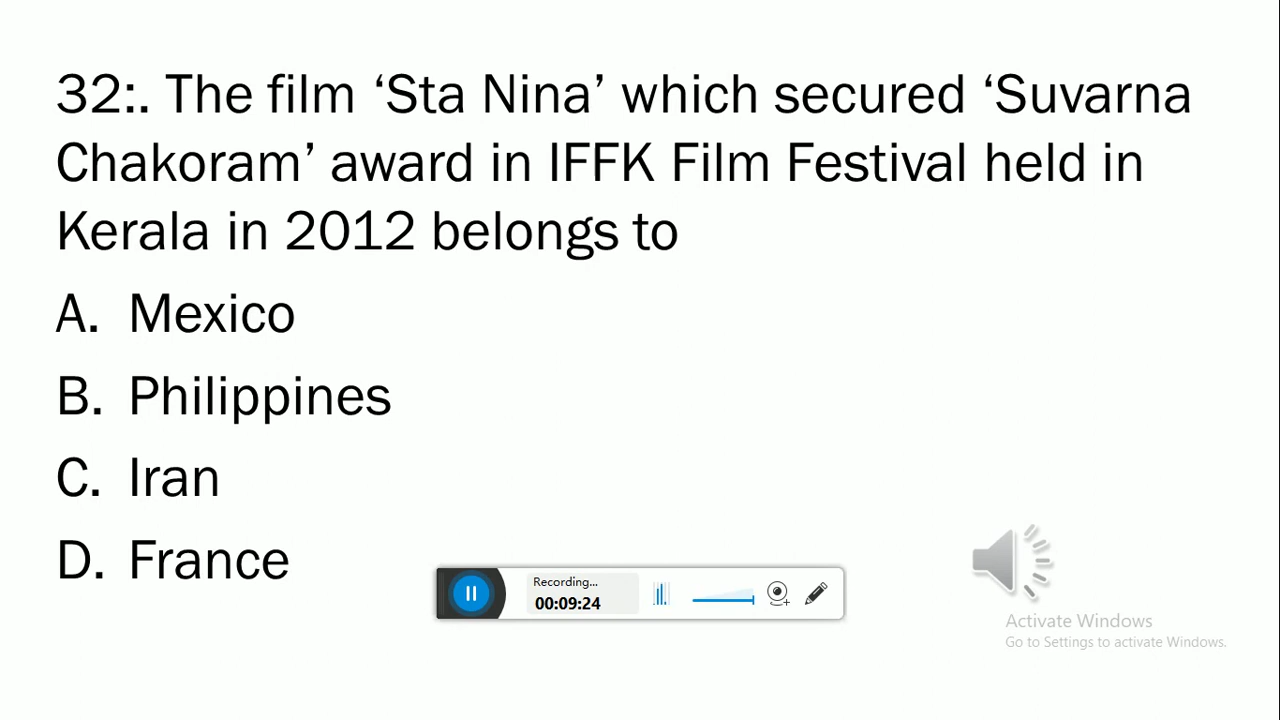 32:. The film ‘Sta Nina’ which secured ‘Suvarna
Chakoram’ award in IFFK Film Festival held in
Kerala in 2012 belongs to
A. Mexico
B. Philippines
C. Iran
D. France
Recording...
00:09:24
Activate Windows
Go to Settings to activate Windows.